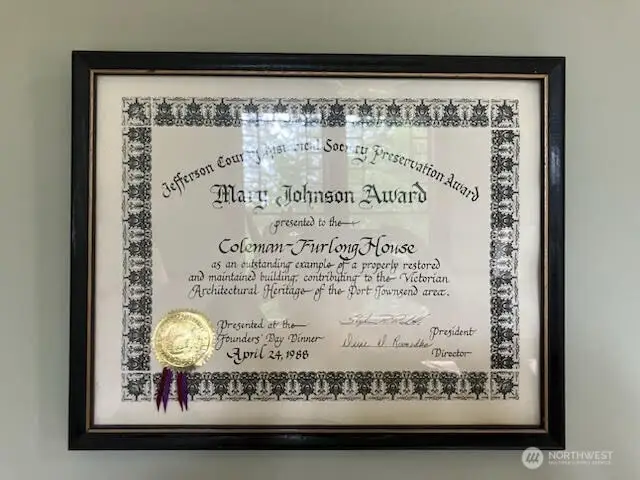 Jefferson County Historical Society Preservation Award
Mary Johnson Award
presented to the
Coleman-Furlong House
as an outstanding example of a properly restored
and maintained building, contributing to the Victorian
Architectural Heritage of the Port Townsend area.
Presented at the
Founders' Day Dinner
April 24, 1988
President
Director
NORTHWEST